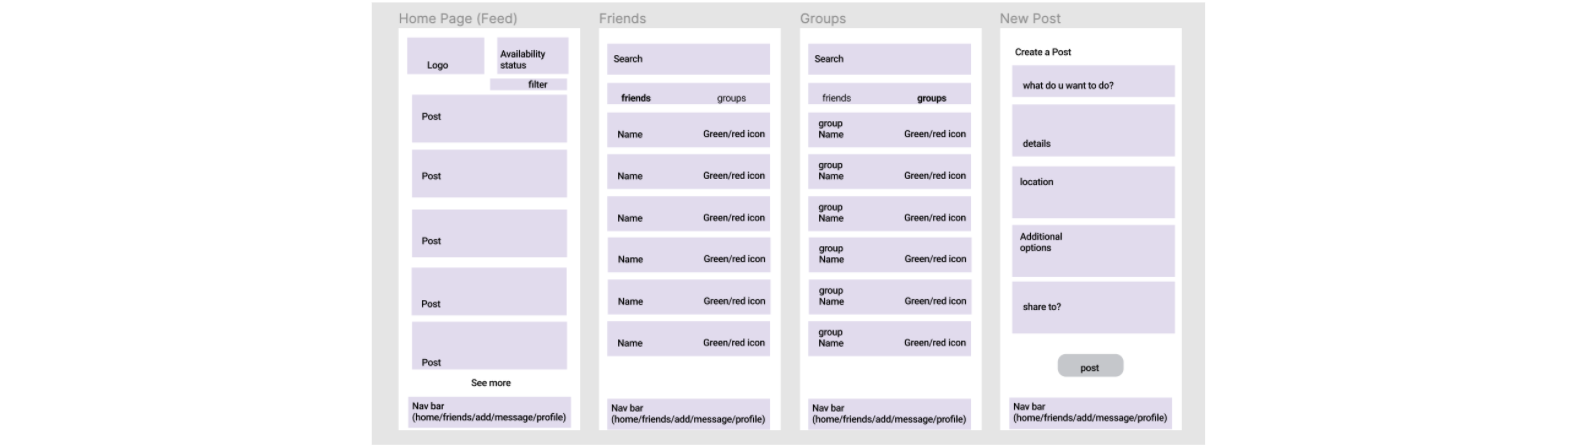 Home Page (Feed)
Logo
Availability
status
filter
Post
Post
Post
Post
Post
See more
Nav bar
(home/friends/add/message/profile)
Friends
Search
friends groups
Name Green/red icon
Name Green/red icon
Name Green/red icon
Name Green/red icon
Name Green/red icon
Name Green/red icon
Nav bar
(home/friends/add/message/profile)
Groups
Search
friends groups
group
Name Green/red icon
group
Name Green/red icon
group
Name Green/red icon
group
Name Green/red icon
group
Name Green/red icon
group
Name Green/red icon
Nav bar
(home/friends/add/message/profile)
New Post
Create a Post
what do u want to do?
details
location
Additional
options
share to?
post
Nav bar
(home/friends/add/message/profile)